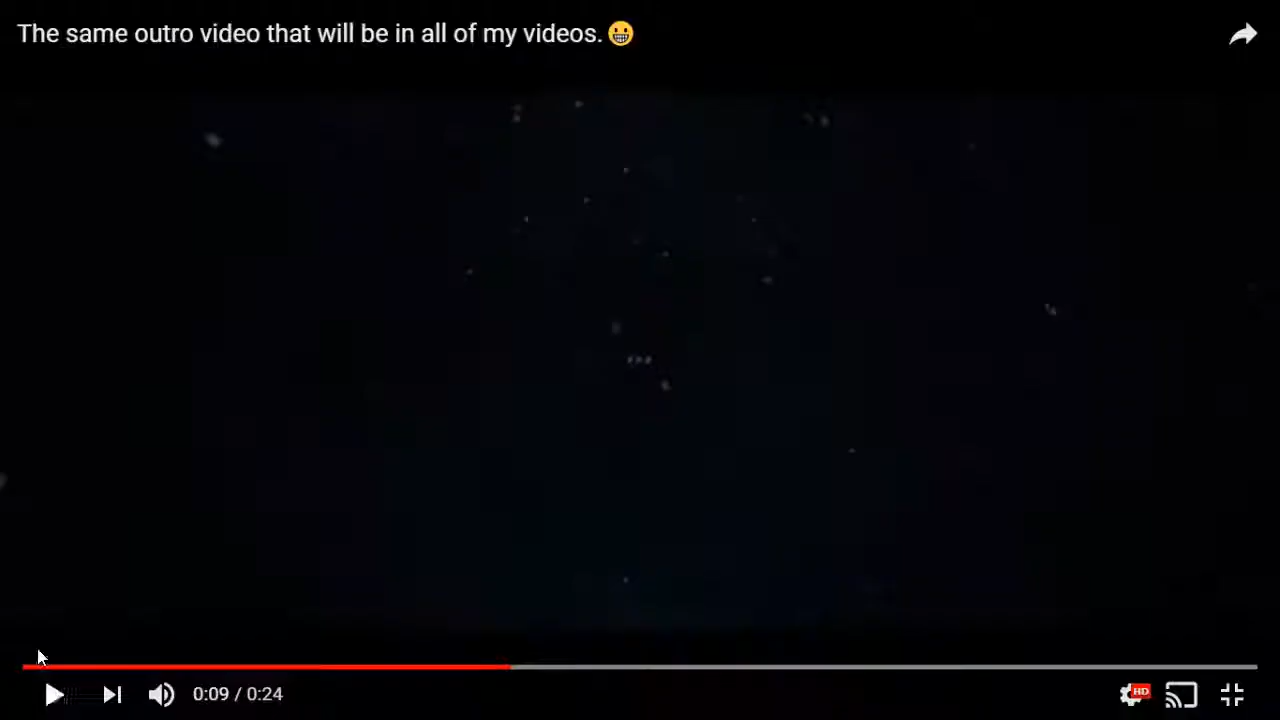 The same outro video that will be in all of my videos.😁
0:09 / 0:24
HD